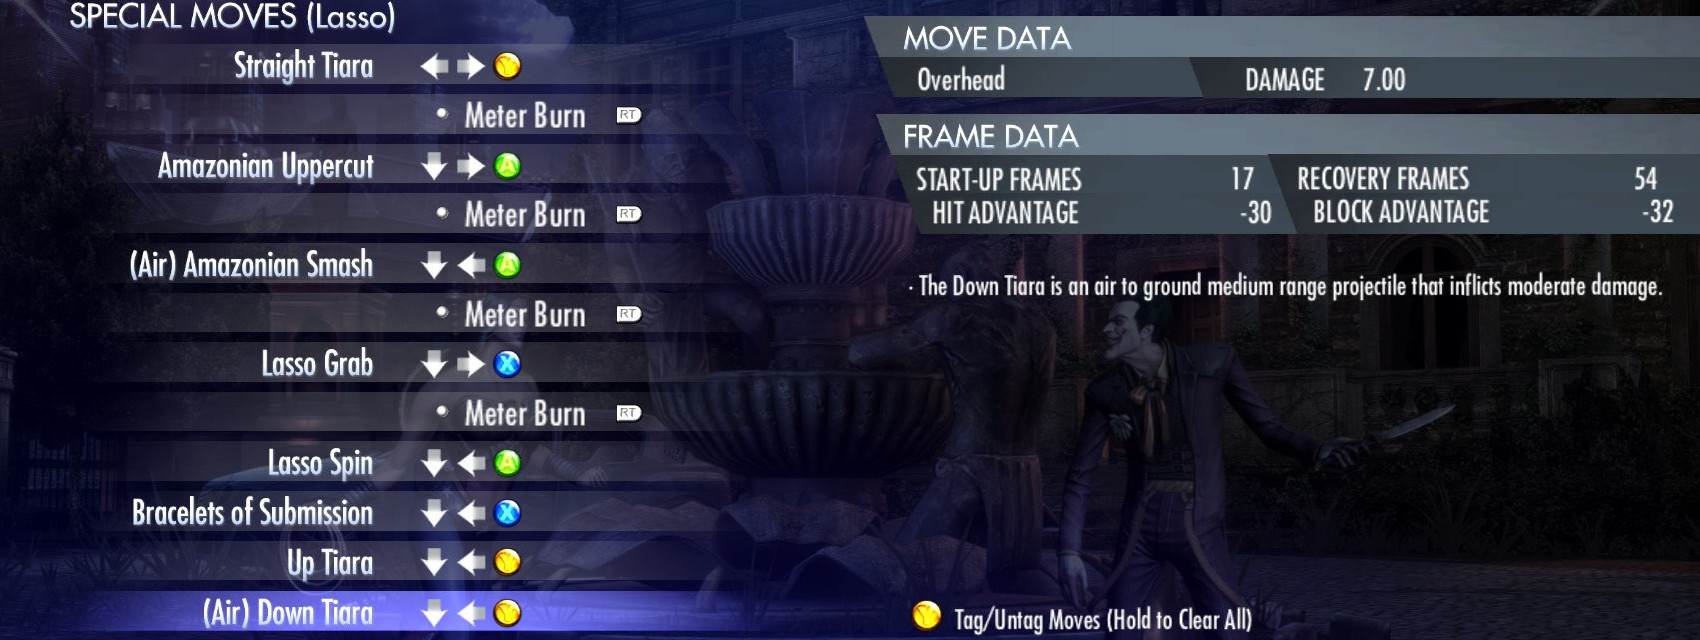 SPECIAL MOVES (Lasso)
Straight Tiara Y
• Meter Burn RT
Amazonian Uppercut A
• Meter Burn RT
(Air) Amazonian Smash A
• Meter Burn RT
Lasso Grab X
• Meter Burn RT
Lasso Spin A
Bracelets of Submission X
Up Tiara Y
(Air) Down Tiara Y
MOVE DATA
Overhead DAMAGE 7.00
FRAME DATA
START-UP FRAMES 17 RECOVERY FRAMES 54
HIT ADVANTAGE -30 BLOCK ADVANTAGE -32
· The Down Tiara is an air to ground medium range projectile that inflicts moderate damage.
Y Tag/Untag Moves (Hold to Clear All)